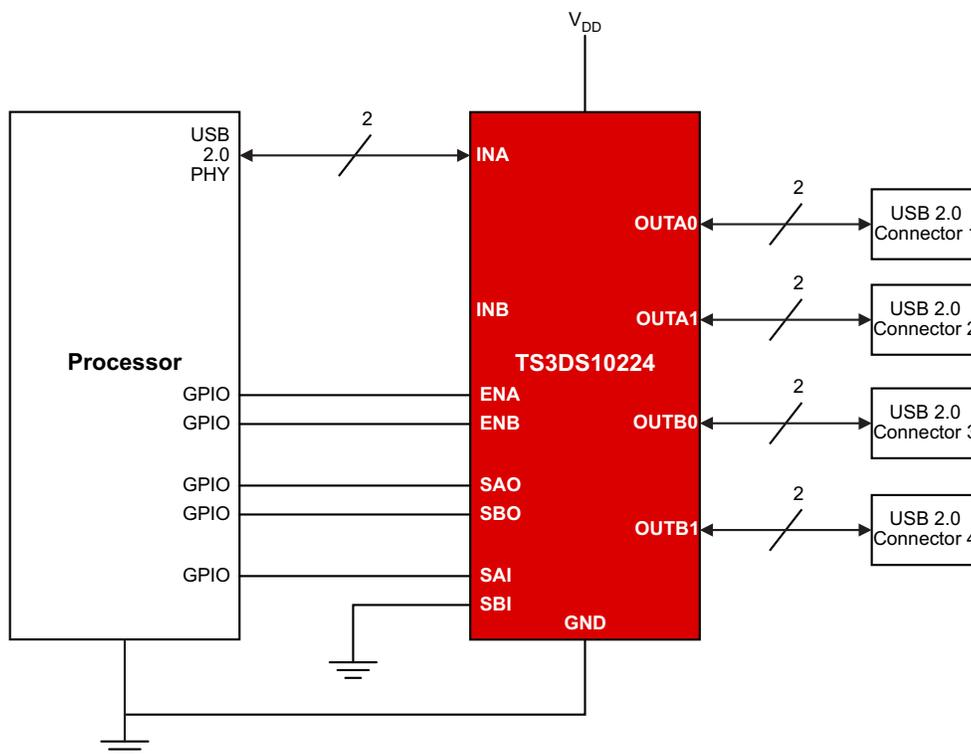 V_DD
USB
2.0
PHY
2
INA
2
OUTA0
USB 2.0
Connector 1
INB
2
OUTA1
USB 2.0
Connector 2
Processor
TS3DS10224
GPIO
ENA
GPIO
ENB
2
OUTB0
USB 2.0
Connector 3
GPIO
SAO
GPIO
SBO
2
OUTB1
USB 2.0
Connector 4
GPIO
SAI
SBI
GND